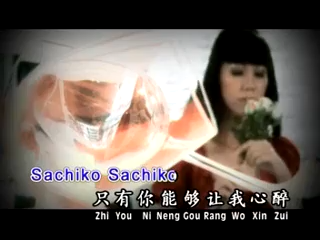 Sachiko Sachiko
只有你能够让我心醉
Zhi You Ni Neng Gou Rang Wo Xin Zui